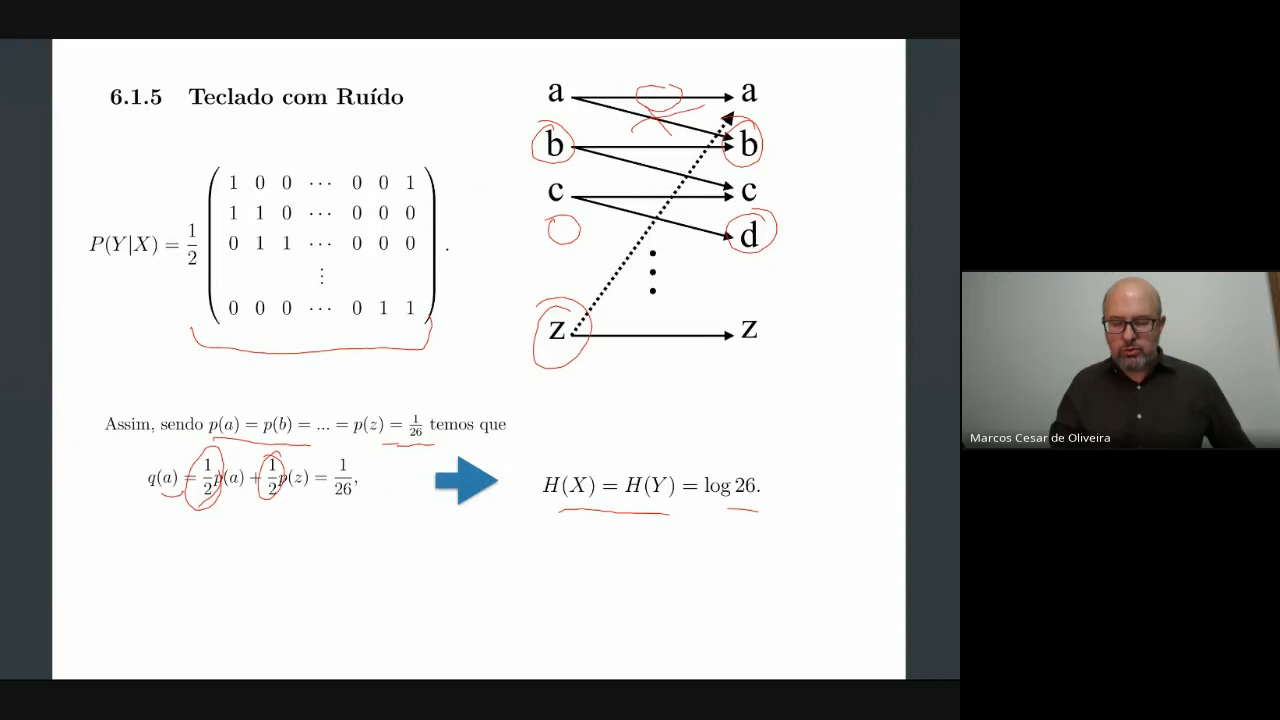 6.1.5 Teclado com Ruído
P(Y|X) = 1/2
1 0 0 ··· 0 0 1
1 1 0 ··· 0 0 0
0 1 1 ··· 0 0 0
⋮
0 0 0 ··· 0 1 1
.
a a
b b
c c
d
z z
Assim, sendo p(a) = p(b) = ... = p(z) = 1/26 temos que
q(a) = 1/2 p(a) + 1/2 p(z) = 1/26,
H(X) = H(Y) = log 26.
Marcos Cesar de Oliveira